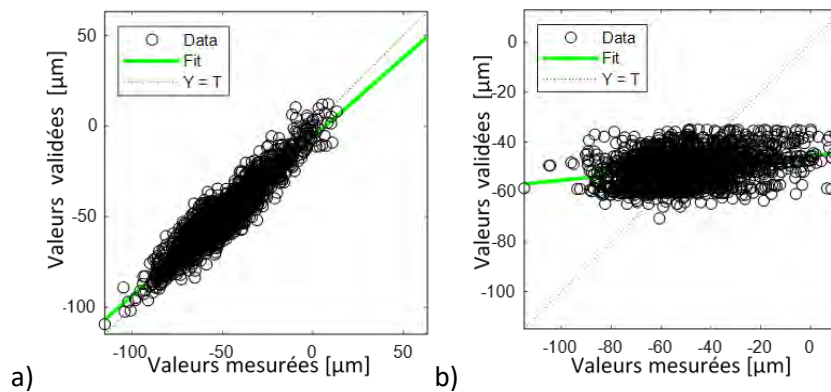 50
0
-50
-100
-100
-50
0
50
Data
Fit
Y = T
Valeurs validées [µm]
Valeurs mesurées [µm]
a)
0
-20
-40
-60
-80
-100
-100
-80
-60
-40
-20
0
Data
Fit
Y = T
Valeurs validées [µm]
Valeurs mesurées [µm]
b)